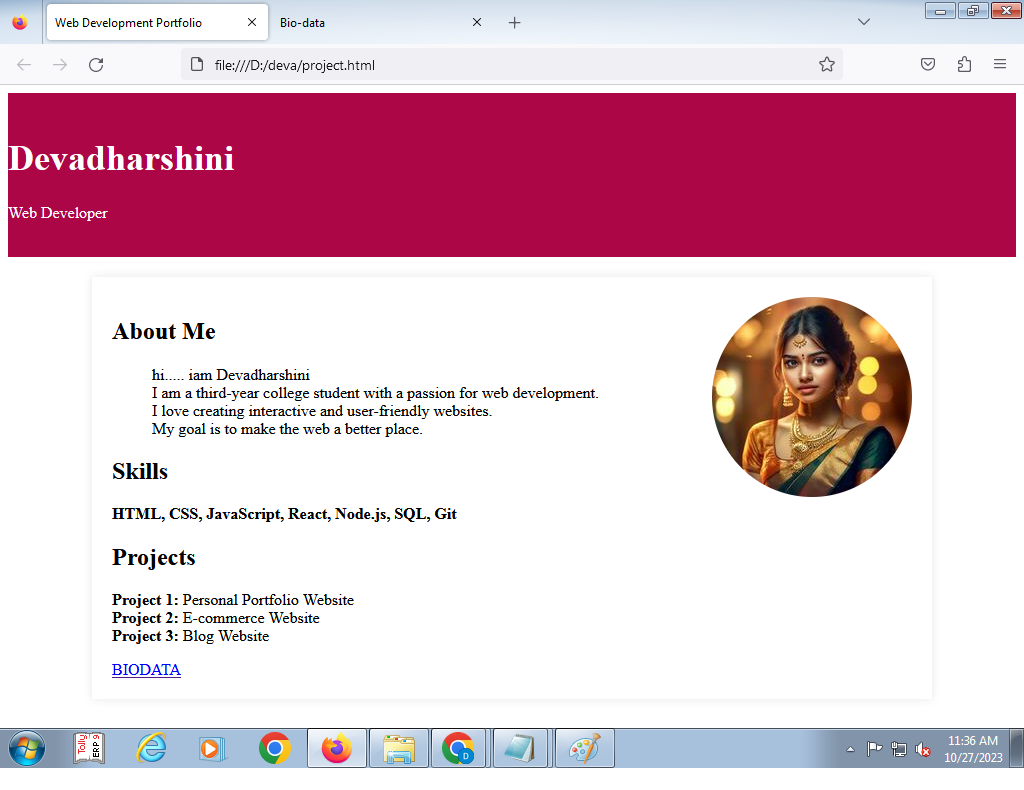 Web Development Portfolio
Bio-data
file:///D:/deva/project.html
Devadharshini
Web Developer
About Me
hi..... iam Devadharshini
I am a third-year college student with a passion for web development.
I love creating interactive and user-friendly websites.
My goal is to make the web a better place.
Skills
HTML, CSS, JavaScript, React, Node.js, SQL, Git
Projects
Project 1: Personal Portfolio Website
Project 2: E-commerce Website
Project 3: Blog Website
BIODATA
Tally
ERP 9
D
11:36 AM
10/27/2023